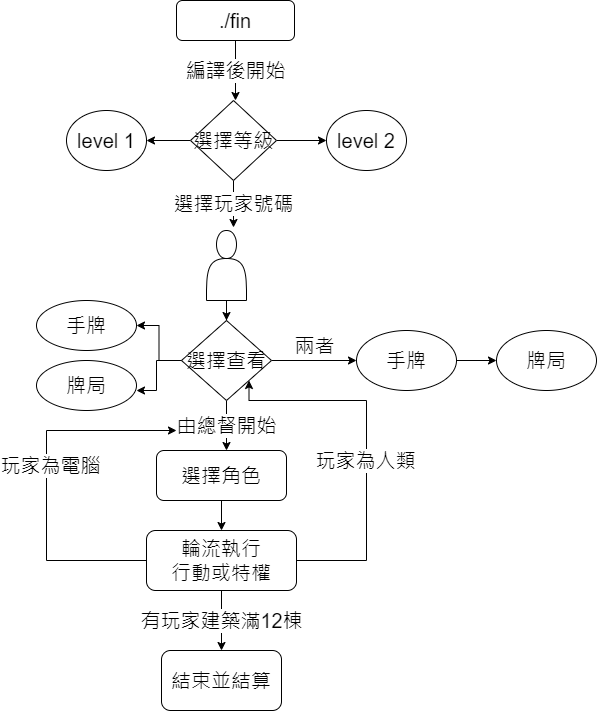 ./fin
編譯後開始
level 1
選擇等級
level 2
選擇玩家號碼
手牌
牌局
選擇查看
兩者
手牌
牌局
由總督開始
玩家為電腦
選擇角色
玩家為人類
輪流執行
行動或特權
有玩家建築滿12棟
結束並結算